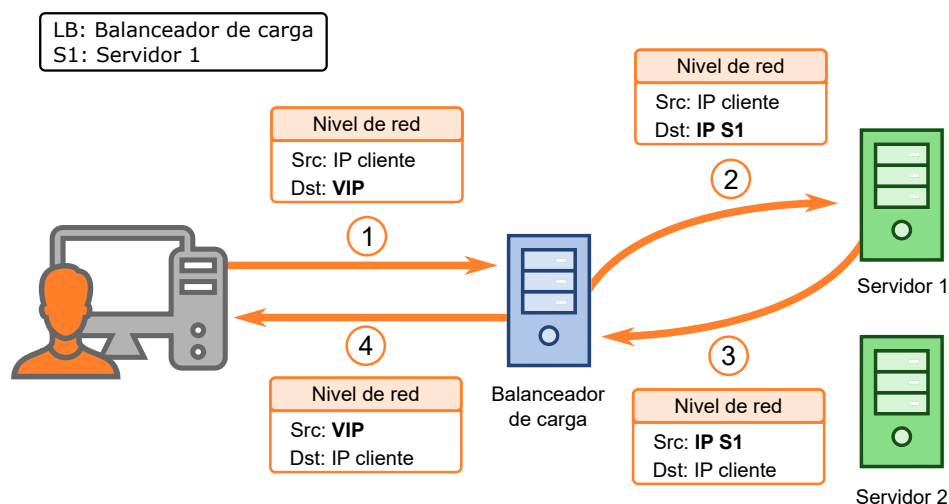 LB: Balanceador de carga
S1: Servidor 1
Nivel de red
Src: IP cliente
Dst: VIP
1
Nivel de red
Src: IP cliente
Dst: IP S1
2
Servidor 1
3
Nivel de red
Src: IP S1
Dst: IP cliente
4
Nivel de red
Src: VIP
Dst: IP cliente
Balanceador
de carga
Servidor 2